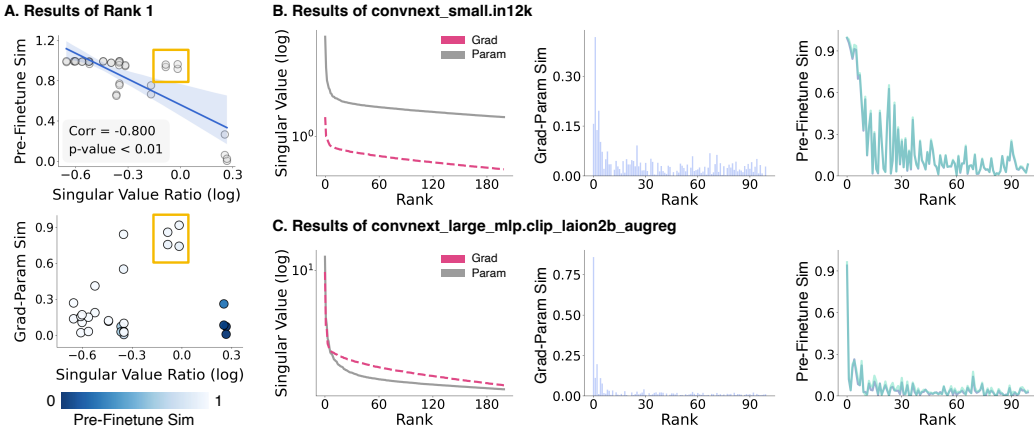 A. Results of Rank 1
Pre-Finetune Sim
1.2
0.8
0.4
0.0
Corr = -0.800
p-value < 0.01
−0.6
−0.3
0.0
0.3
Singular Value Ratio (log)
Grad-Param Sim
0.9
0.6
0.3
0.0
−0.6
−0.3
0.0
0.3
Singular Value Ratio (log)
0
1
Pre-Finetune Sim
B. Results of convnext_small.in12k
Singular Value (log)
10⁰
Grad
Param
0
60
120
180
Rank
Grad-Param Sim
0.30
0.15
0.00
0
30
60
90
Rank
Pre-Finetune Sim
0.9
0.6
0.3
0.0
0
30
60
90
Rank
C. Results of convnext_large_mlp.clip_laion2b_augreg
Singular Value (log)
10¹
Grad
Param
0
60
120
180
Rank
Grad-Param Sim
0.75
0.50
0.25
0.00
0
30
60
90
Rank
Pre-Finetune Sim
0.9
0.6
0.3
0.0
0
30
60
90
Rank